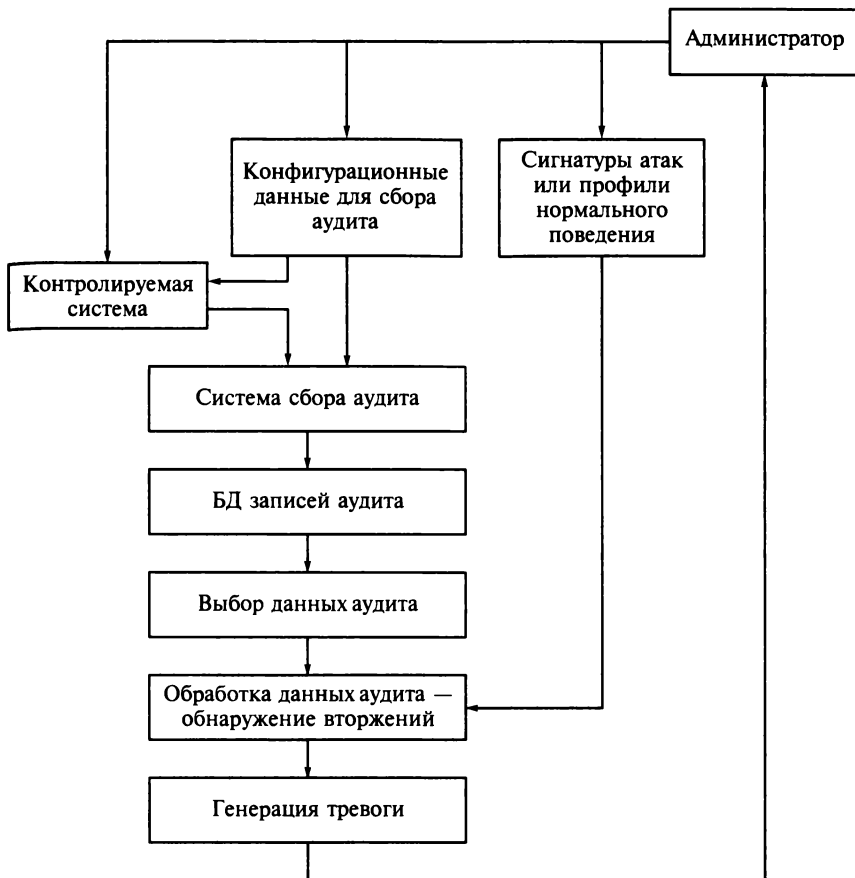 Администратор
Конфигурационные
данные для сбора
аудита
Сигнатуры атак
или профили
нормального
поведения
Контролируемая
система
Система сбора аудита
БД записей аудита
Выбор данных аудита
Обработка данных аудита —
обнаружение вторжений
Генерация тревоги